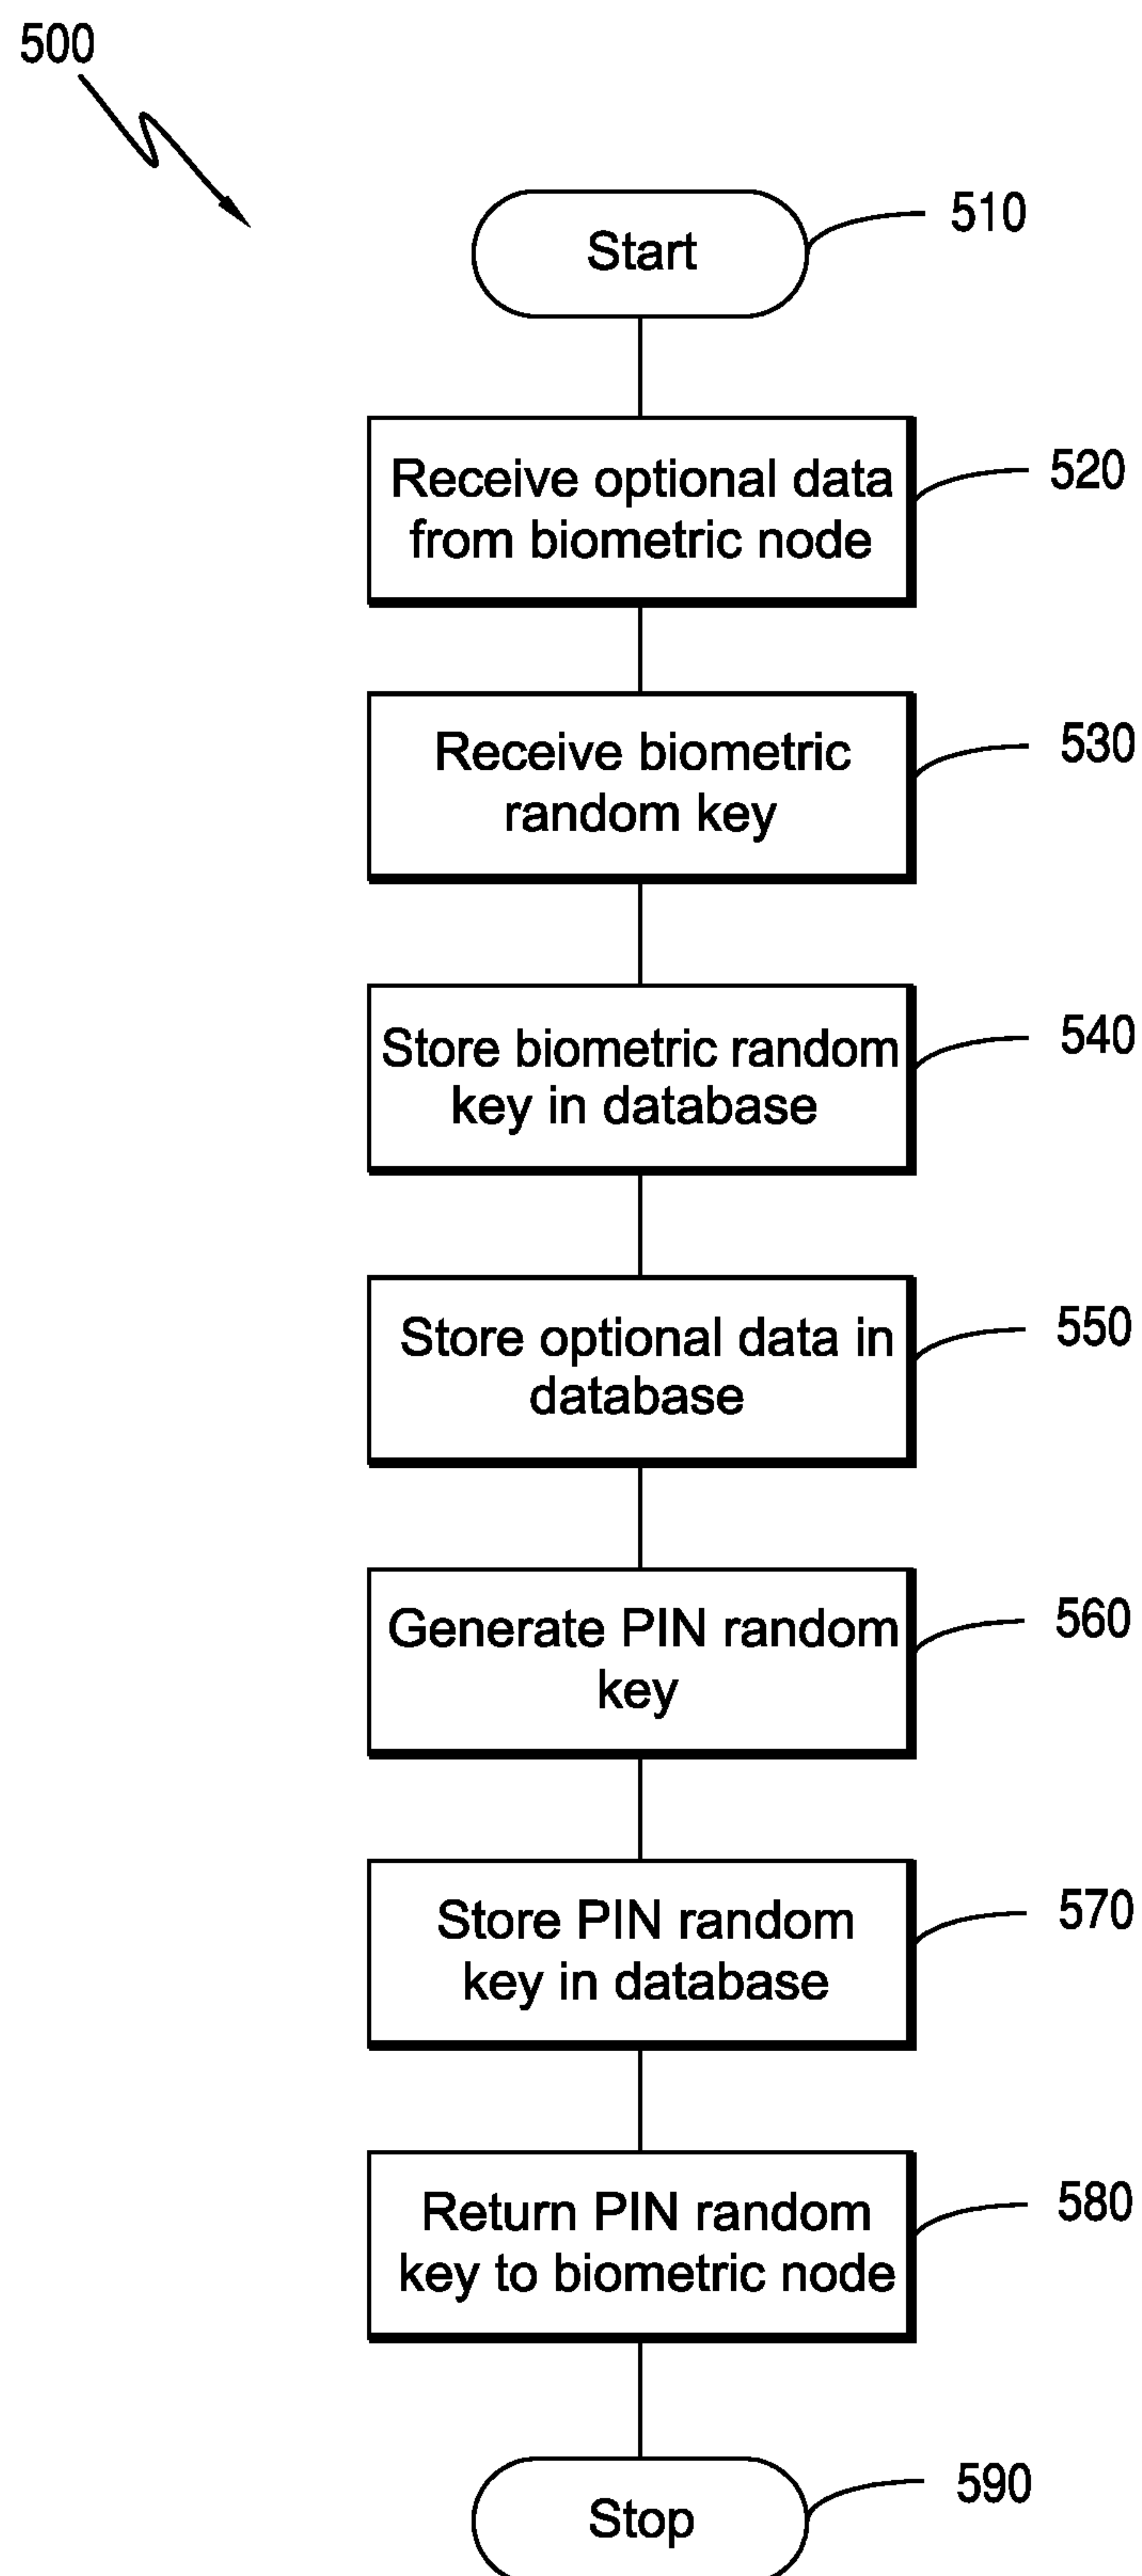 500
Start
510
Receive optional data
from biometric node
520
Receive biometric
random key
530
Store biometric random
key in database
540
Store optional data in
database
550
Generate PIN random
key
560
Store PIN random
key in database
570
Return PIN random
key to biometric node
580
Stop
590